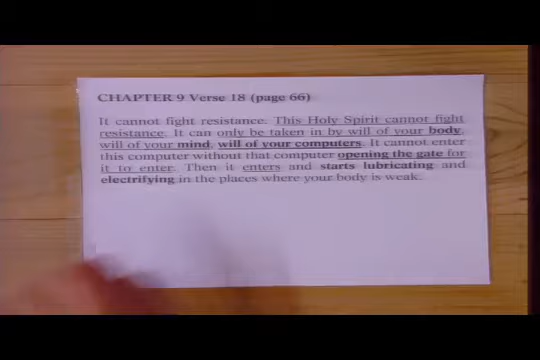 CHAPTER 9 Verse 18 (page 66)
It cannot fight resistance. This Holy Spirit cannot fight
resistance. It can only be taken in by will of your body,
will of your mind, will of your computers. It cannot enter
this computer without that computer opening the gate for
it to enter. Then it enters and starts lubricating and
electrifying in the places where your body is weak.